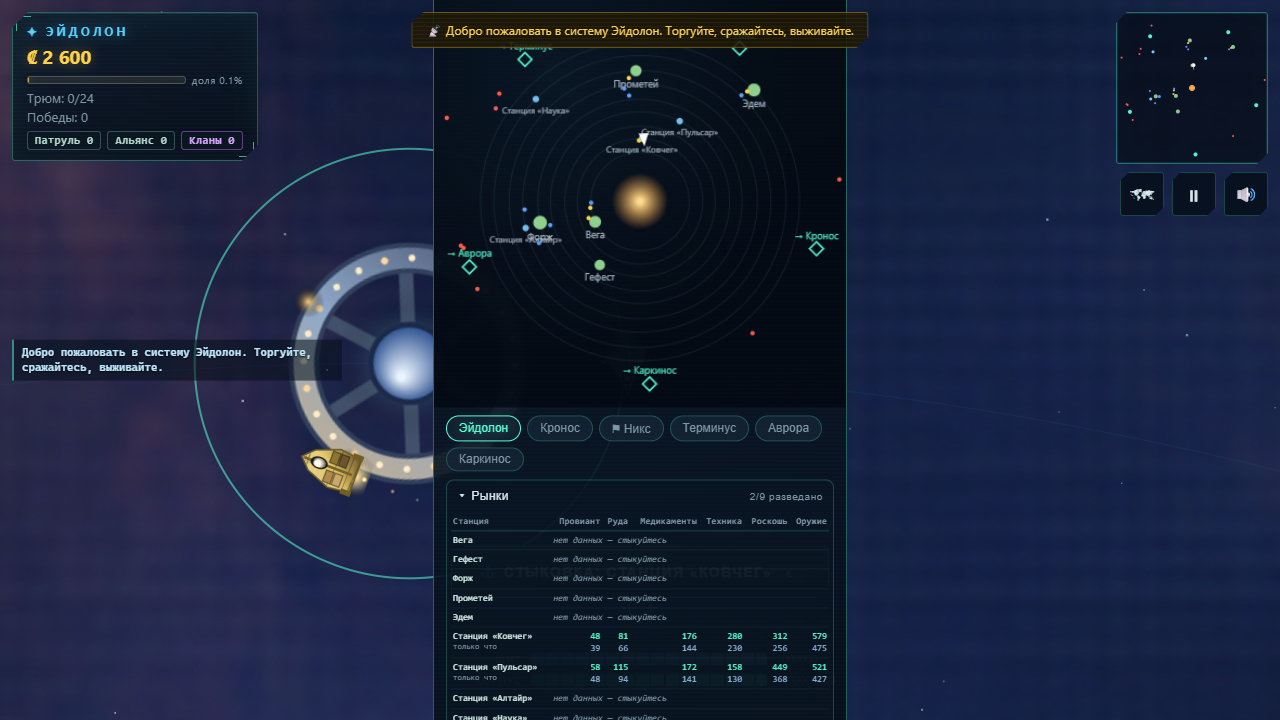 ✦ ЭЙДОЛОН
₡ 2 600
доля 0.1%
Трюм: 0/24
Победы: 0
Патруль 0
Альянс 0
Кланы 0
Добро пожаловать в систему Эйдолон. Торгуйте, сражайтесь, выживайте.
Прометей
Эдем
Станция «Наука»
Станция «Пульсар»
Станция «Ковчег»
Форж
Вега
Гефест
→ Аврора
→ Кронос
→ Каркинос
Добро пожаловать в систему Эйдолон. Торгуйте,
сражайтесь, выживайте.
Эйдолон
Кронос
⚑ Никс
Терминус
Аврора
Каркинос
Рынки
2/9 разведано
Станция Провиант Руда Медикаменты Техника Роскошь Оружие
Вега нет данных — стыкуйтесь
Гефест нет данных — стыкуйтесь
Форж нет данных — стыкуйтесь
СТЫКОВКА: СТАНЦИЯ «КОВЧЕГ»
Прометей нет данных — стыкуйтесь
Эдем нет данных — стыкуйтесь
Станция «Ковчег» 48 81 176 280 312 579
только что 39 66 144 230 256 475
Станция «Пульсар» 58 115 172 158 449 521
только что 48 94 141 130 368 427
Станция «Алтаир» нет данных — стыкуйтесь
Станция «Наука» нет данных — стыкуйтесь